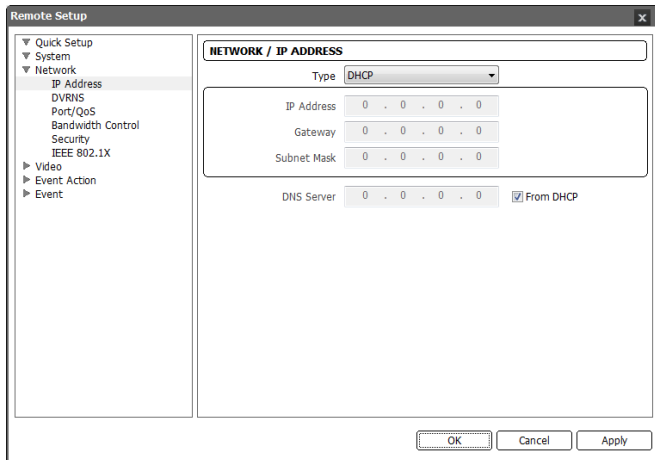 Remote Setup
x
Quick Setup
System
Network
IP Address
DVRNS
Port/QoS
Bandwidth Control
Security
IEEE 802.1X
Video
Event Action
Event
NETWORK / IP ADDRESS
Type DHCP
IP Address 0 . 0 . 0 . 0
Gateway 0 . 0 . 0 . 0
Subnet Mask 0 . 0 . 0 . 0
DNS Server 0 . 0 . 0 . 0 From DHCP
OK Cancel Apply